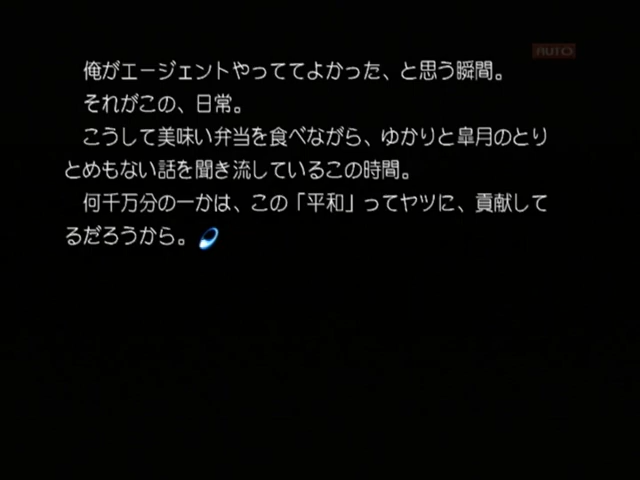 AUTO
俺がエージェントやっててよかった、と思う瞬間。
それがこの、日常。
こうして美味い弁当を食べながら、ゆかりと皐月のとり
とめもない話を聞き流しているこの時間。
何千万分の一かは、この「平和」ってヤツに、貢献して
るだろうから。